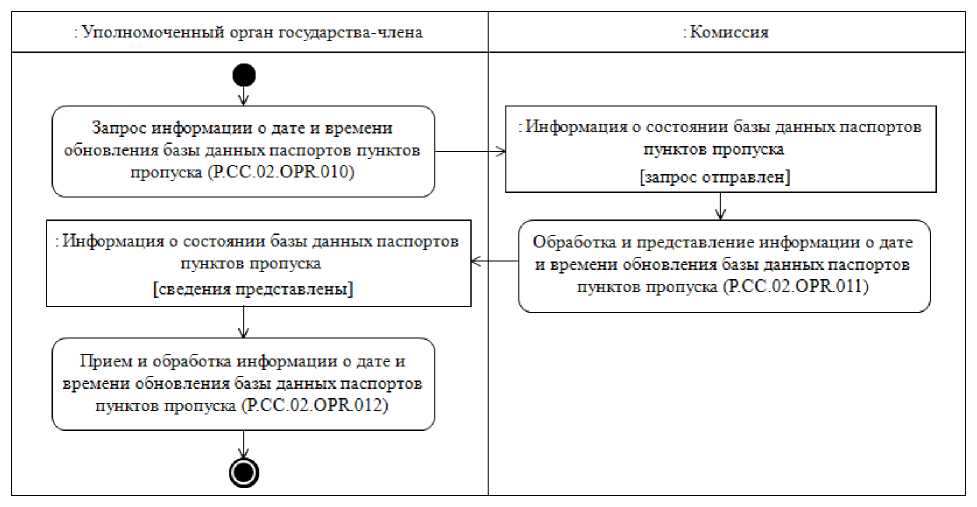 : Уполномоченный орган государства-члена
: Комиссия
Запрос информации о дате и времени
обновления базы данных паспортов пунктов
пропуска (P.CC.02.OPR.010)
: Информация о состоянии базы данных паспортов
пунктов пропуска
[запрос отправлен]
Обработка и представление информации о дате
и времени обновления базы данных паспортов
пунктов пропуска (P.CC.02.OPR.011)
: Информация о состоянии базы данных паспортов
пунктов пропуска
[сведения представлены]
Прием и обработка информации о дате и
времени обновления базы данных паспортов
пунктов пропуска (P.CC.02.OPR.012)